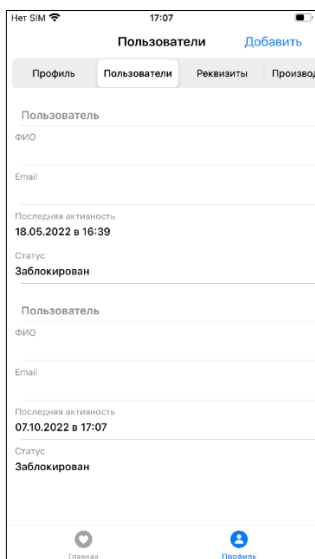 Нет SIM 17:07
Пользователи Добавить
Профиль Пользователи Реквизиты Производ
Пользователь
ФИО
Email
Последняя активность
18.05.2022 в 16:39
Статус
Заблокирован
Пользователь
ФИО
Email
Последняя активность
07.10.2022 в 17:07
Статус
Заблокирован
Главная Профиль